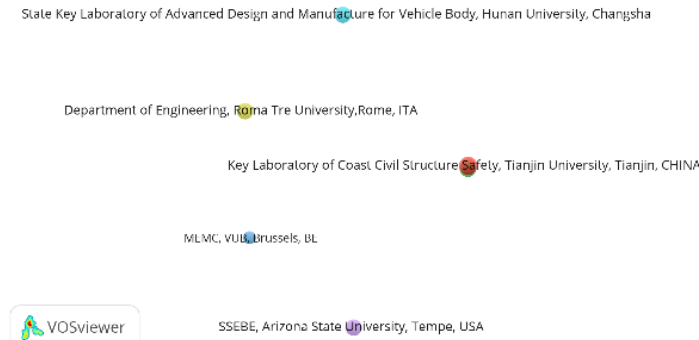 State Key Laboratory of Advanced Design and Manufacture for Vehicle Body, Hunan University, Changsha
Department of Engineering, Roma Tre University,Rome, ITA
Key Laboratory of Coast Civil Structure Safety, Tianjin University, Tianjin, CHINA
MEMC, VUB, Brussels, BE
SSEBE, Arizona State University, Tempe, USA
VOSviewer